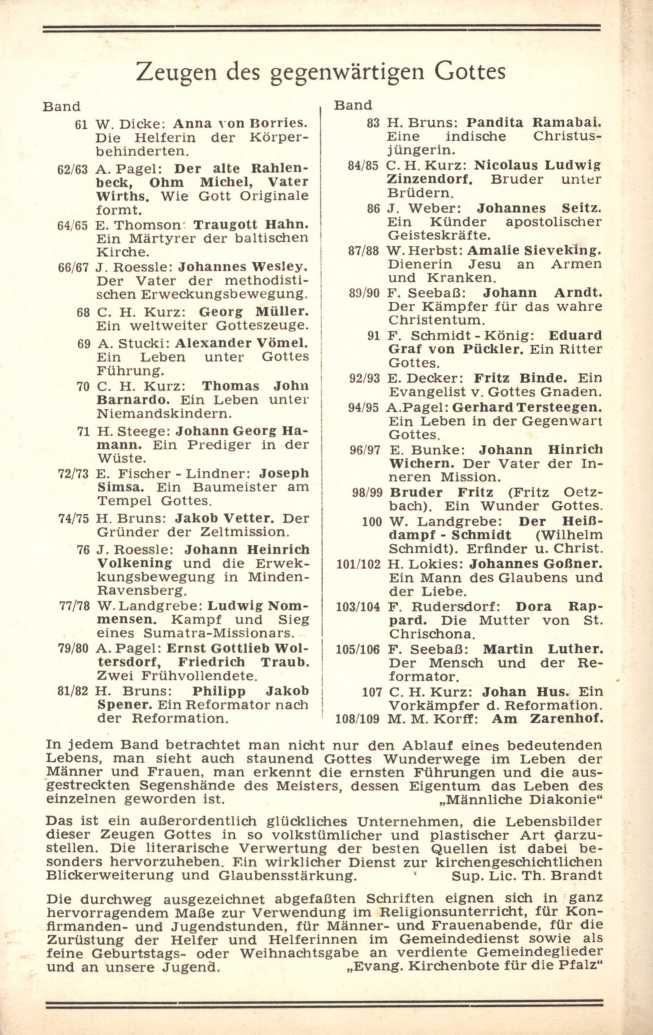 Zeugen des gegenwärtigen Gottes
Band
61 W. Dicke: Anna von Borries.
Die Helferin der Körper-
behinderten.
62/63 A. Pagel: Der alte Rahlen-
beck, Ohm Michel, Vater
Wirths. Wie Gott Originale
formt.
64/65 E. Thomson: Traugott Hahn.
Ein Märtyrer der baltischen
Kirche.
66/67 J. Roessle: Johannes Wesley.
Der Vater der methodisti-
schen Erweckungsbewegung.
68 C. H. Kurz: Georg Müller.
Ein weltweiter Gotteszeuge.
69 A. Stucki: Alexander Vömel.
Ein Leben unter Gottes
Führung.
70 C. H. Kurz: Thomas John
Barnardo. Ein Leben unter
Niemandskindern.
71 H. Steege: Johann Georg Ha-
mann. Ein Prediger in der
Wüste.
72/73 E. Fischer - Lindner: Joseph
Simsa. Ein Baumeister am
Tempel Gottes.
74/75 H. Bruns: Jakob Vetter. Der
Gründer der Zeltmission.
76 J. Roessle: Johann Heinrich
Volkening und die Erwek-
kungsbewegung in Minden-
Ravensberg.
77/78 W. Landgrebe: Ludwig Nom-
mensen. Kampf und Sieg
eines Sumatra-Missionars.
79/80 A. Pagel: Ernst Gottlieb Wol-
tersdorf, Friedrich Traub.
Zwei Frühvollendete.
81/82 H. Bruns: Philipp Jakob
Spener. Ein Reformator nach
der Reformation.
Band
83 H. Bruns: Pandita Ramabai.
Eine indische Christus-
jüngerin.
84/85 C. H. Kurz: Nicolaus Ludwig
Zinzendorf. Bruder unter
Brüdern.
86 J. Weber: Johannes Seitz.
Ein Künder apostolischer
Geisteskräfte.
87/88 W. Herbst: Amalie Sieveking.
Dienerin Jesu an Armen
und Kranken.
89/90 F. Seebaß: Johann Arndt.
Der Kämpfer für das wahre
Christentum.
91 F. Schmidt - König: Eduard
Graf von Pückler. Ein Ritter
Gottes.
92/93 E. Decker: Fritz Binde. Ein
Evangelist v. Gottes Gnaden.
94/95 A. Pagel: Gerhard Tersteegen.
Ein Leben in der Gegenwart
Gottes.
96/97 E. Bunke: Johann Hinrich
Wichern. Der Vater der In-
neren Mission.
98/99 Bruder Fritz (Fritz Oetz-
bach). Ein Wunder Gottes.
100 W. Landgrebe: Der Heiß-
dampf - Schmidt (Wilhelm
Schmidt). Erfinder u. Christ.
101/102 H. Lokies: Johannes Goßner.
Ein Mann des Glaubens und
der Liebe.
103/104 F. Rudersdorf: Dora Rap-
pard. Die Mutter von St.
Chrischona.
105/106 F. Seebaß: Martin Luther.
Der Mensch und der Re-
formator.
107 C. H. Kurz: Johan Hus. Ein
Vorkämpfer d. Reformation.
108/109 M. M. Korff: Am Zarenhof.
In jedem Band betrachtet man nicht nur den Ablauf eines bedeutenden
Lebens, man sieht auch staunend Gottes Wunderwege im Leben der
Männer und Frauen, man erkennt die ernsten Führungen und die aus-
gestreckten Segenshände des Meisters, dessen Eigentum das Leben des
einzelnen geworden ist. „Männliche Diakonie“
Das ist ein außerordentlich glückliches Unternehmen, die Lebensbilder
dieser Zeugen Gottes in so volkstümlicher und plastischer Art darzu-
stellen. Die literarische Verwertung der besten Quellen ist dabei be-
sonders hervorzuheben. Ein wirklicher Dienst zur kirchengeschichtlichen
Blickerweiterung und Glaubensstärkung. Sup. Lic. Th. Brandt
Die durchweg ausgezeichnet abgefaßten Schriften eignen sich in ganz
hervorragendem Maße zur Verwendung im Religionsunterricht, für Kon-
firmanden- und Jugendstunden, für Männer- und Frauenabende, für die
Zurüstung der Helfer und Helferinnen im Gemeindedienst sowie als
feine Geburtstags- oder Weihnachtsgabe an verdiente Gemeindeglieder
und an unsere Jugend. „Evang. Kirchenbote für die Pfalz“